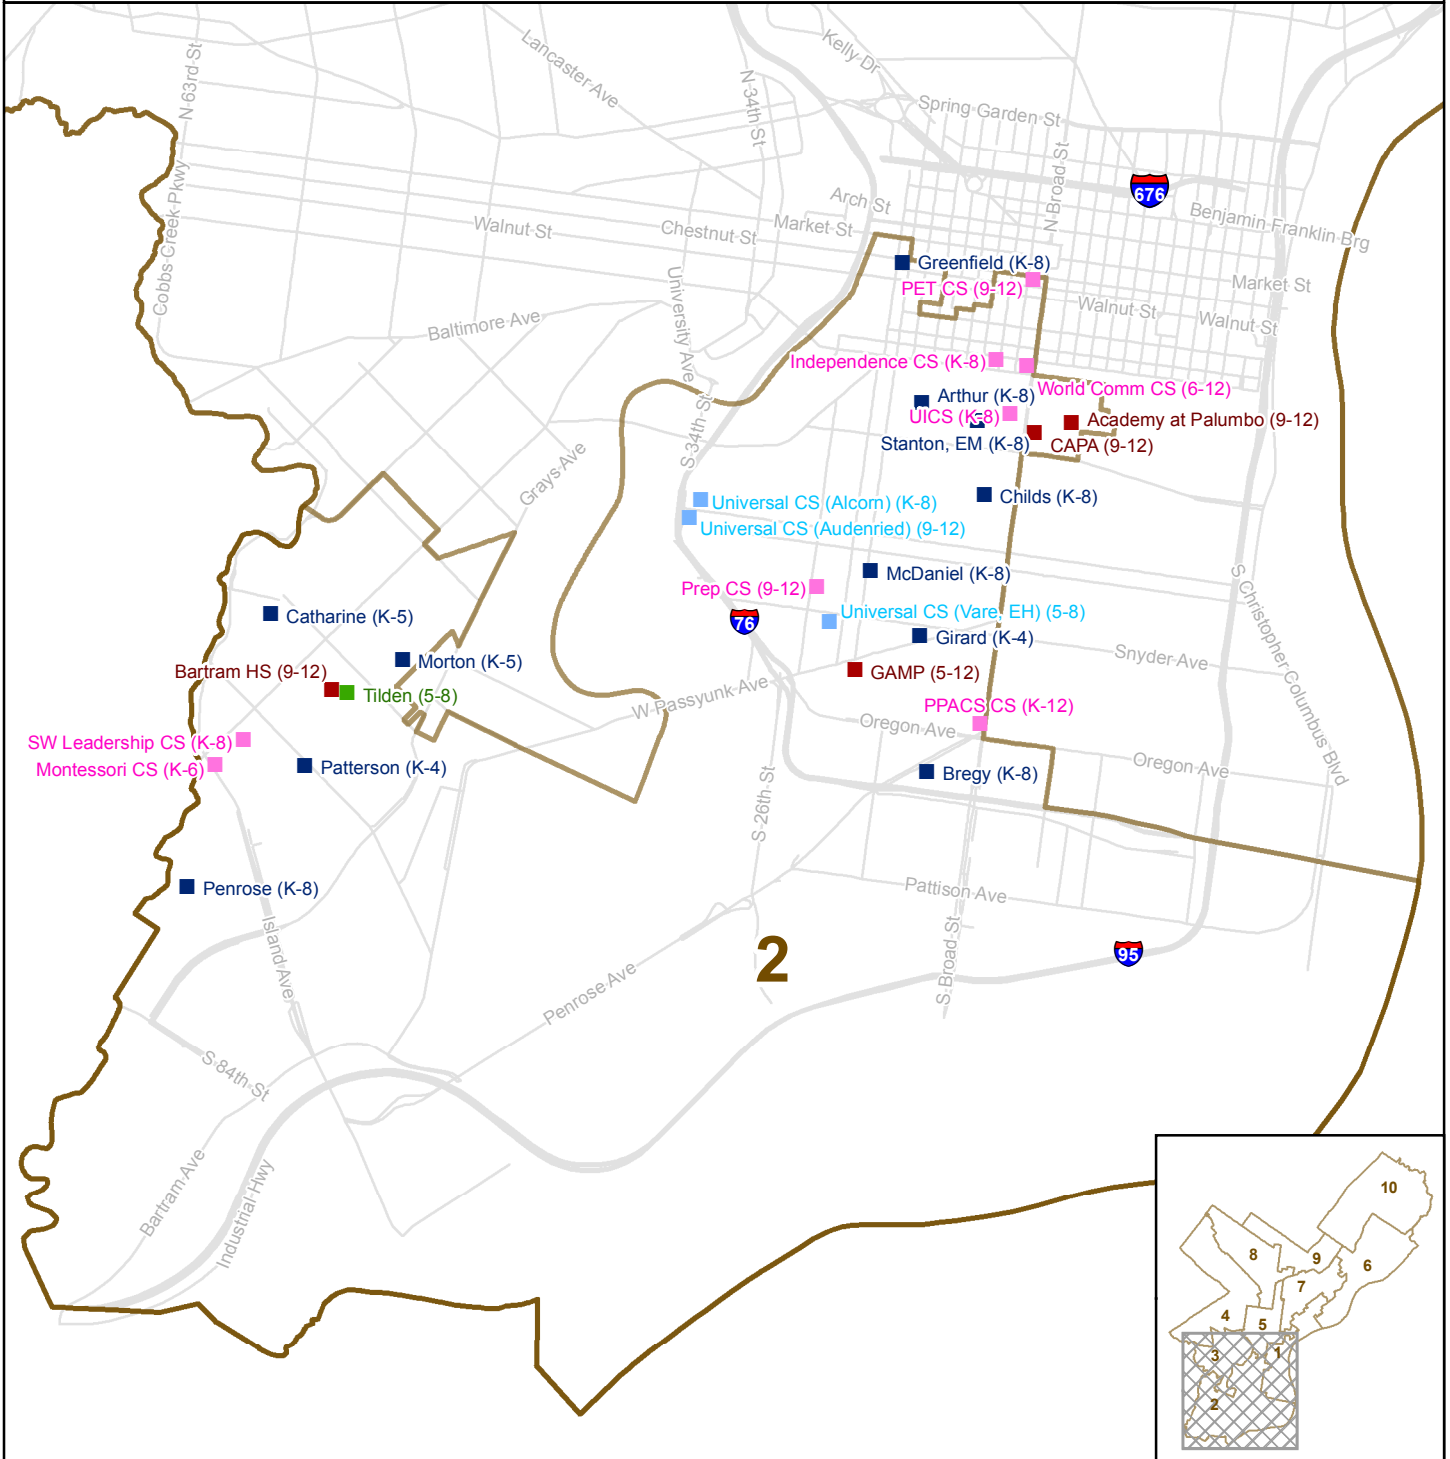 Lancaster Ave
Kelly Dr
N 63rd St
N 34th St
Spring Garden St
N Broad St
676
Arch St
Benjamin Franklin Brg
Cobbs Creek Pkwy
Walnut St
Chestnut St
Market St
Greenfield (K-8)
PET CS (9-12)
Market St
Walnut St
Walnut St
University Ave
Baltimore Ave
Independence CS (K-8)
World Comm CS (6-12)
Arthur (K-8)
UICS (K-8)
Academy at Palumbo (9-12)
Stanton, EM (K-8)
CAPA (9-12)
S 34th St
Grays Ave
Childs (K-8)
Universal CS (Alcorn) (K-8)
Universal CS (Audenried) (9-12)
McDaniel (K-8)
Prep CS (9-12)
76
Universal CS (Vare, EH) (5-8)
Girard (K-4)
S Christopher Columbus Blvd
Catharine (K-5)
Morton (K-5)
Snyder Ave
Bartram HS (9-12)
Tilden (5-8)
GAMP (5-12)
W Passyunk Ave
PPACS CS (K-12)
Oregon Ave
SW Leadership CS (K-8)
Montessori CS (K-6)
Patterson (K-4)
Bregy (K-8)
Oregon Ave
S 26th St
Penrose (K-8)
Pattison Ave
Island Ave
2
95
S Broad St
Penrose Ave
S 84th St
Bartram Ave
Industrial Hwy
10
8
9
6
7
4
5
3
1
2